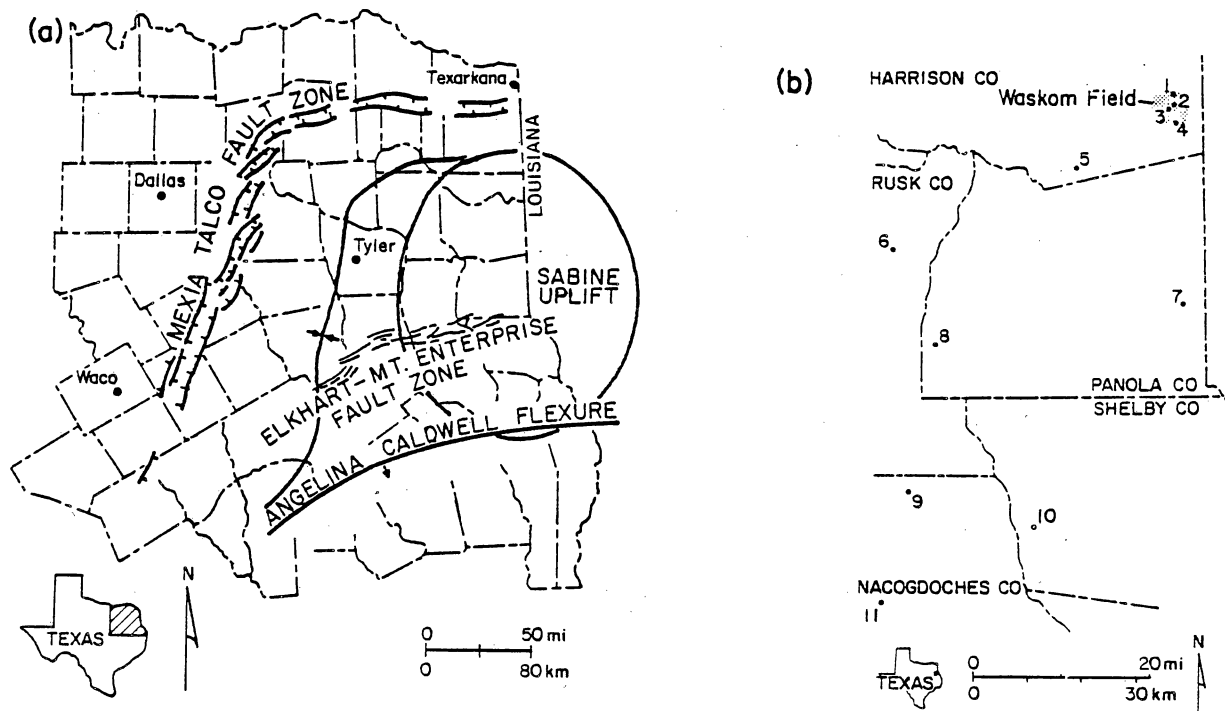 (a)
Texarkana
MEXIA TALCO FAULT ZONE
Dallas
LOUISIANA
Tyler
SABINE
UPLIFT
Waco
ELKHART-MT. ENTERPRISE
FAULT ZONE
ANGELINA CALDWELL FLEXURE
TEXAS
N
0 50 mi
0 80 km
(b)
HARRISON CO
Waskom Field
2
3
4
5
RUSK CO
6
7
8
PANOLA CO
SHELBY CO
9
10
NACOGDOCHES CO
11
TEXAS
0 20 mi
0 30 km
N